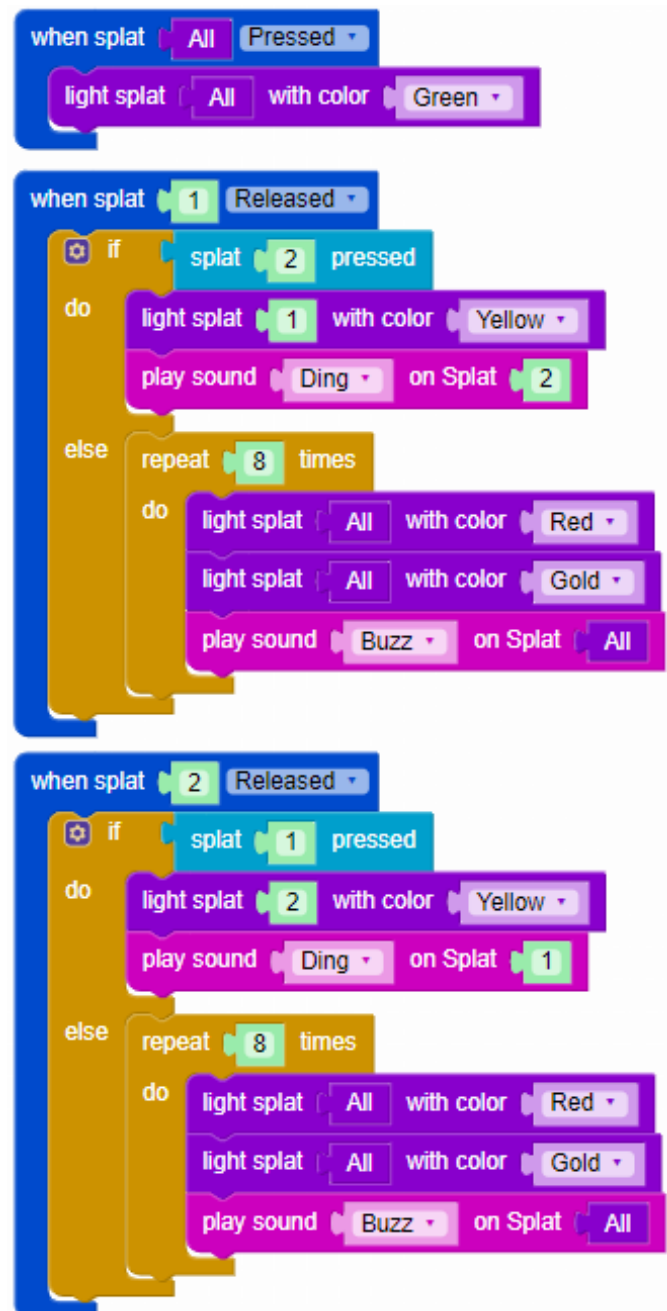 when splat All Pressed
light splat All with color Green
when splat 1 Released
if splat 2 pressed
do light splat 1 with color Yellow
play sound Ding on Splat 2
else repeat 8 times
do light splat All with color Red
light splat All with color Gold
play sound Buzz on Splat All
when splat 2 Released
if splat 1 pressed
do light splat 2 with color Yellow
play sound Ding on Splat 1
else repeat 8 times
do light splat All with color Red
light splat All with color Gold
play sound Buzz on Splat All